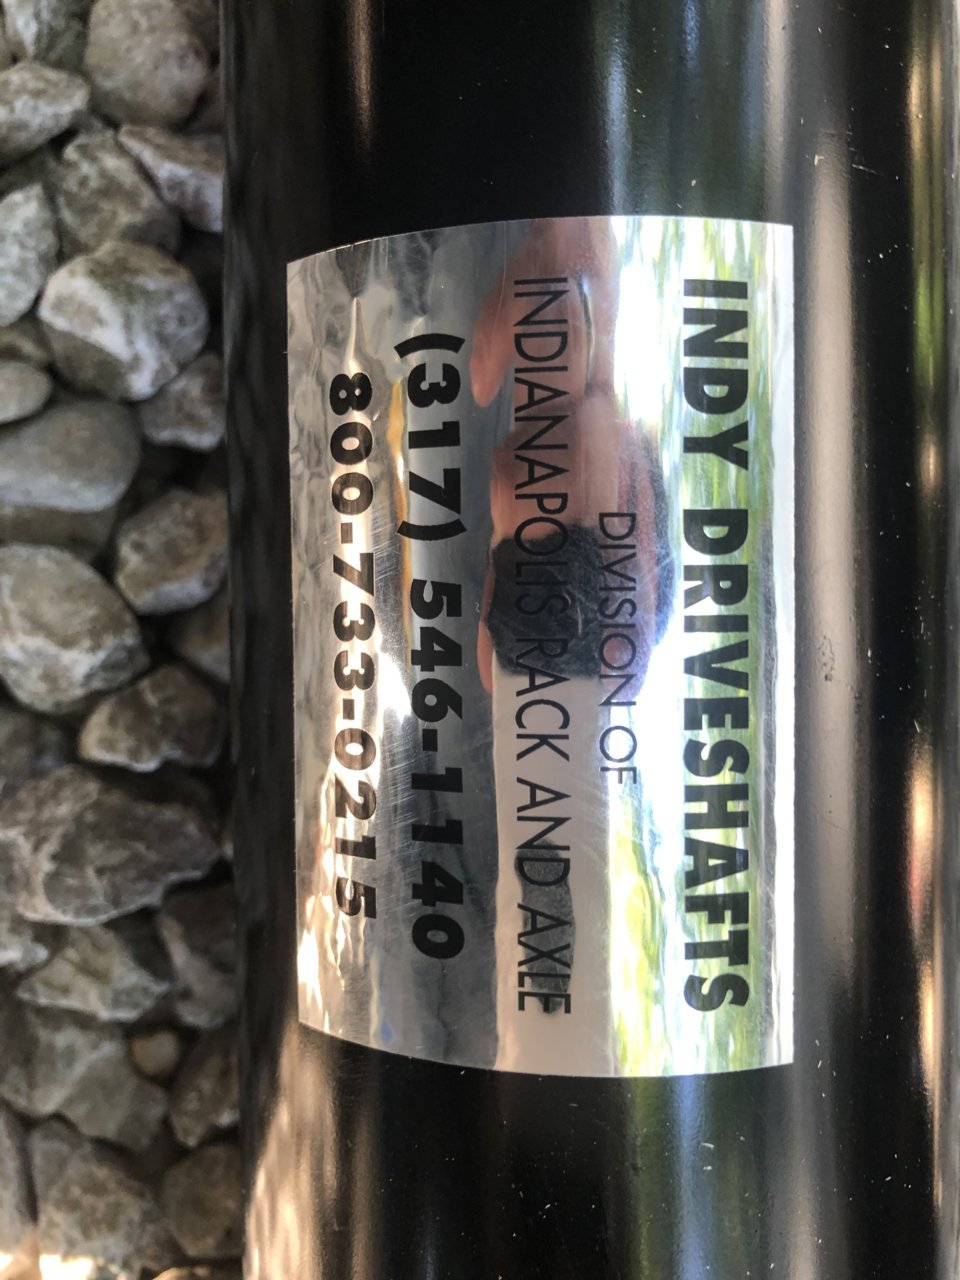 INDY DRIVESHAFTS
DIVISION OF
INDIANAPOLIS RACK AND AXLE
(317) 546-1140
800-733-0215